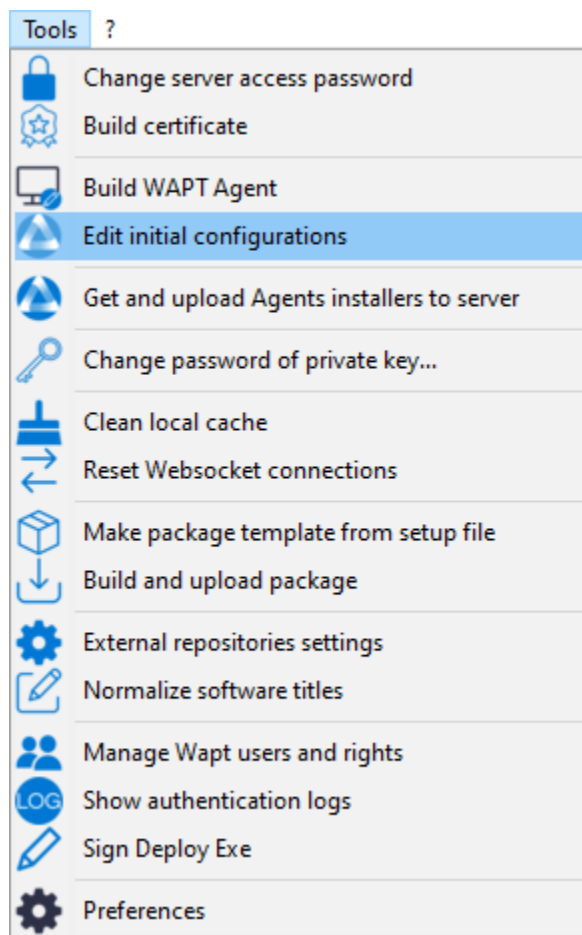 Tools ?
Change server access password
Build certificate
Build WAPT Agent
Edit initial configurations
Get and upload Agents installers to server
Change password of private key...
Clean local cache
Reset Websocket connections
Make package template from setup file
Build and upload package
External repositories settings
Normalize software titles
Manage Wapt users and rights
LOG Show authentication logs
Sign Deploy Exe
Preferences